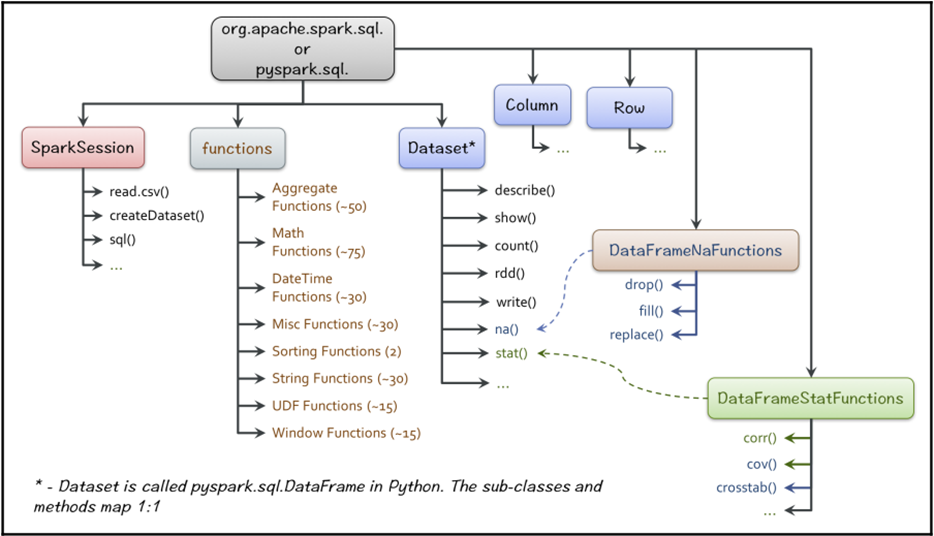 org.apache.spark.sql.
or
pyspark.sql.
Column
Row
SparkSession
functions
Dataset*
read.csv()
createDataset()
sql()
...
Aggregate
Functions (~50)
Math
Functions (~75)
DateTime
Functions (~30)
Misc Functions (~30)
Sorting Functions (2)
String Functions (~30)
UDF Functions (~15)
Window Functions (~15)
describe()
show()
count()
rdd()
write()
na()
stat()
...
...
...
DataFrameNaFunctions
drop()
fill()
replace()
DataFrameStatFunctions
corr()
cov()
crosstab()
...
* - Dataset is called pyspark.sql.DataFrame in Python. The sub-classes and
methods map 1:1